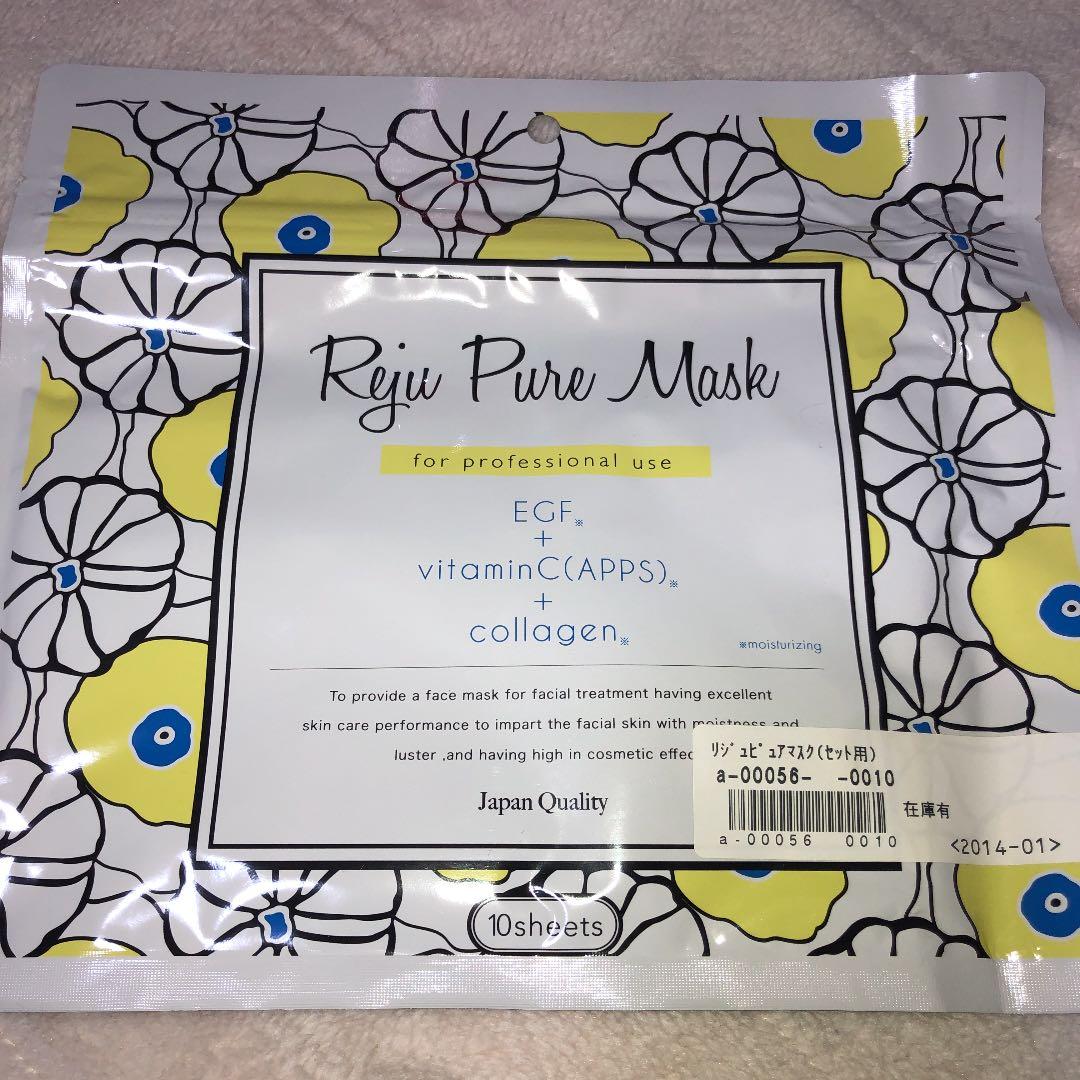 Reju Pure Mask
for professional use
EGF※
+
vitaminC(APPS)※
+
collagen※
※moisturizing
To provide a face mask for facial treatment having excellent
skin care performance to impart the facial skin with moistness and
luster ,and having high in cosmetic effec
Japan Quality
ﾘｼﾞｭﾋﾟｭｱﾏｽｸ(ｾｯﾄ用)
a-00056- -0010
在庫有
a-00056 0010
<2014-01>
10sheets